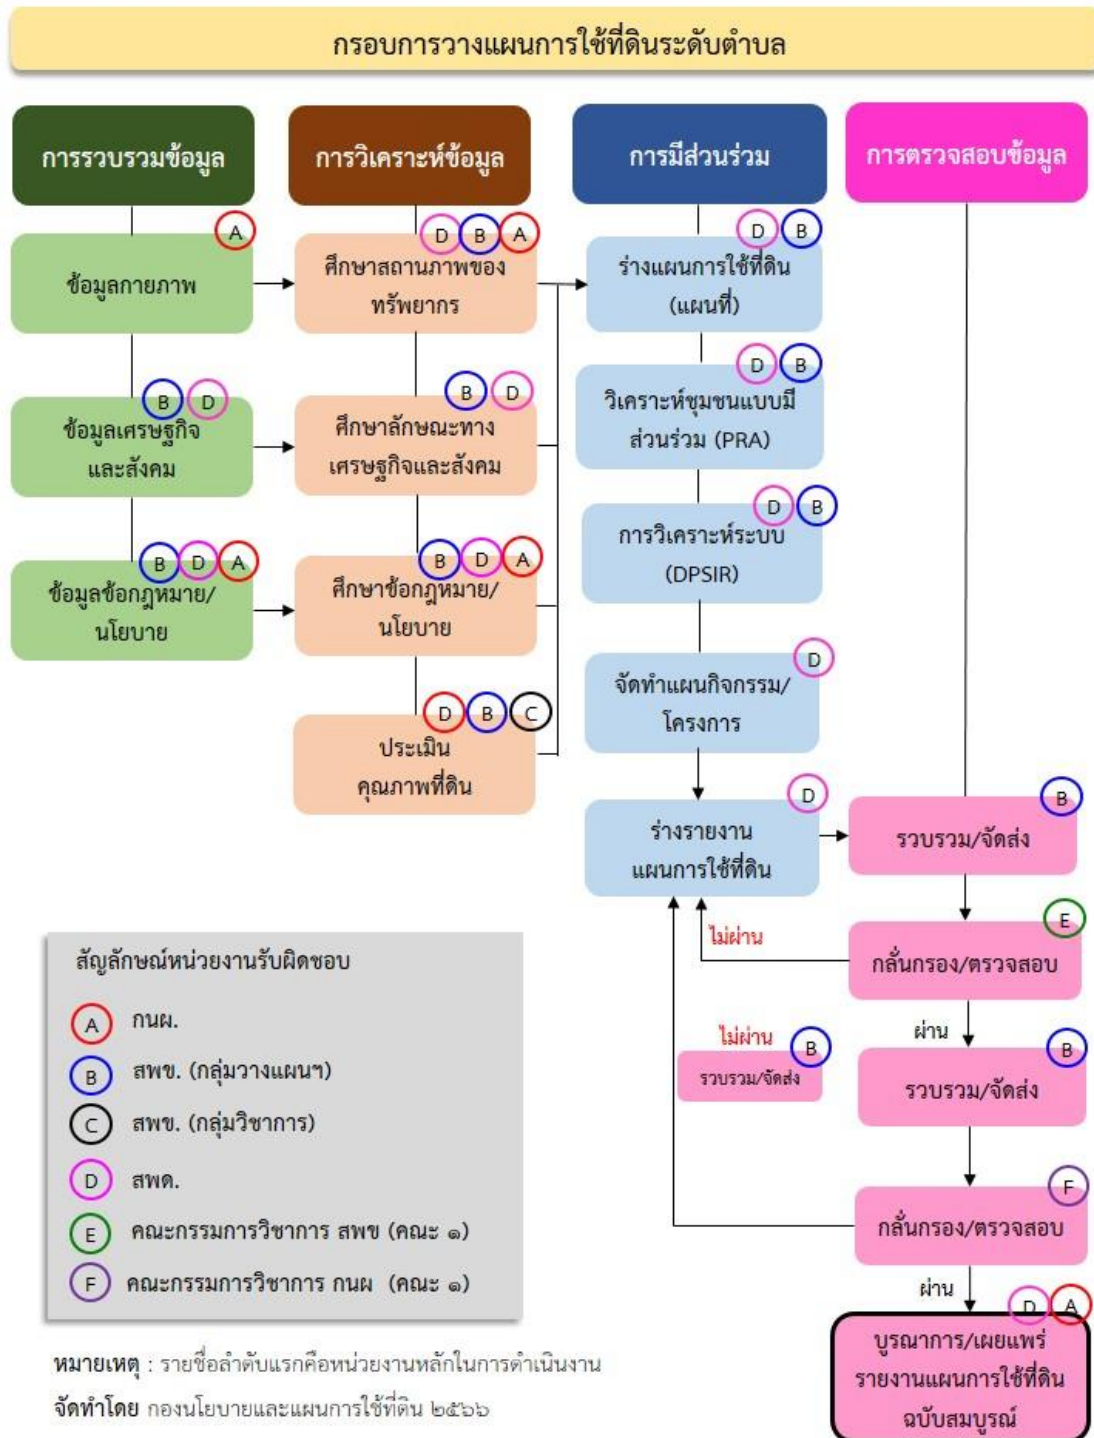 กรอบการวางแผนการใช้ที่ดินระดับตำบล
การรวบรวมข้อมูล
การวิเคราะห์ข้อมูล
การมีส่วนร่วม
การตรวจสอบข้อมูล
A
ข้อมูลกายภาพ
D B A
ศึกษาสถานภาพของ
ทรัพยากร
D B
ร่างแผนการใช้ที่ดิน
(แผนที่)
B D
ข้อมูลเศรษฐกิจ
และสังคม
B D
ศึกษาลักษณะทาง
เศรษฐกิจและสังคม
D B
วิเคราะห์ชุมชนแบบมี
ส่วนร่วม (PRA)
B D A
ข้อมูลข้อกฎหมาย/
นโยบาย
B D A
ศึกษาข้อกฎหมาย/
นโยบาย
D B
การวิเคราะห์ระบบ
(DPSIR)
D B C
ประเมิน
คุณภาพที่ดิน
D
จัดทำแผนกิจกรรม/
โครงการ
D
ร่างรายงาน
แผนการใช้ที่ดิน
B
รวบรวม/จัดส่ง
E
กลั่นกรอง/ตรวจสอบ
ไม่ผ่าน
ผ่าน
ไม่ผ่าน
B
รวบรวม/จัดส่ง
B
รวบรวม/จัดส่ง
F
กลั่นกรอง/ตรวจสอบ
ผ่าน
D A
บูรณาการ/เผยแพร่
รายงานแผนการใช้ที่ดิน
ฉบับสมบูรณ์
สัญลักษณ์หน่วยงานรับผิดชอบ
A กนผ.
B สพข. (กลุ่มวางแผนฯ)
C สพข. (กลุ่มวิชาการ)
D สพด.
E คณะกรรมการวิชาการ สพข (คณะ ๑)
F คณะกรรมการวิชาการ กนผ (คณะ ๑)
หมายเหตุ : รายชื่อลำดับแรกคือหน่วยงานหลักในการดำเนินงาน
จัดทำโดย กองนโยบายและแผนการใช้ที่ดิน ๒๕๖๖